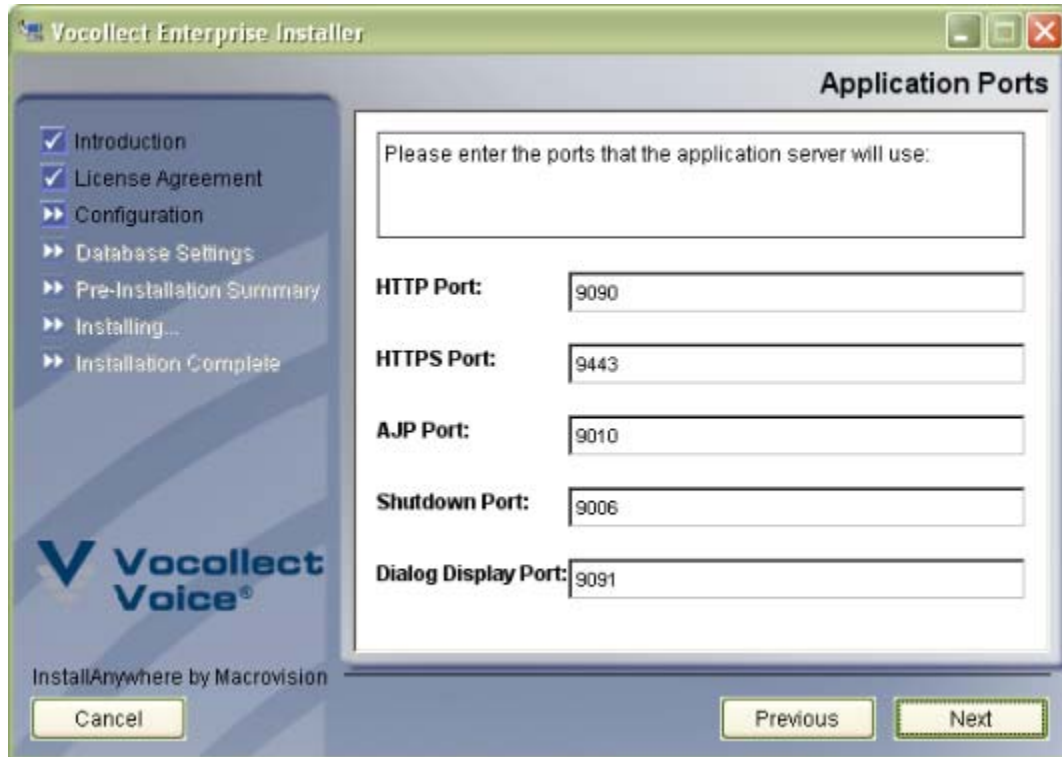 Vocollect Enterprise Installer
Application Ports
Introduction
License Agreement
Configuration
Database Settings
Pre-Installation Summary
Installing...
Installation Complete
Please enter the ports that the application server will use:
HTTP Port: 9090
HTTPS Port: 9443
AJP Port: 9010
Shutdown Port: 9006
Dialog Display Port: 9091
Vocollect
Voice®
InstallAnywhere by Macrovision
Cancel
Previous
Next